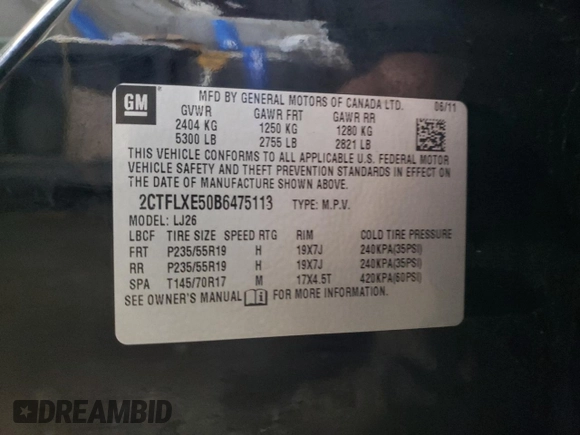 GM
MFD BY GENERAL MOTORS OF CANADA LTD. 06/11
GVWR GAWR FRT GAWR RR
2404 KG 1250 KG 1280 KG
5300 LB 2755 LB 2821 LB
THIS VEHICLE CONFORMS TO ALL APPLICABLE U.S. FEDERAL MOTOR
VEHICLE SAFETY AND THEFT PREVENTION STANDARDS IN EFFECT ON
THE DATE OF MANUFACTURE SHOWN ABOVE.
2CTFLXE50B6475113 TYPE: M.P.V.
MODEL: LJ26
LBCF TIRE SIZE SPEED RTG RIM COLD TIRE PRESSURE
FRT P235/55R19 H 19X7J 240KPA(35PSI)
RR P235/55R19 H 19X7J 240KPA(35PSI)
SPA T145/70R17 M 17X4.5T 420KPA(60PSI)
SEE OWNER'S MANUAL i FOR MORE INFORMATION.
DREAMBID